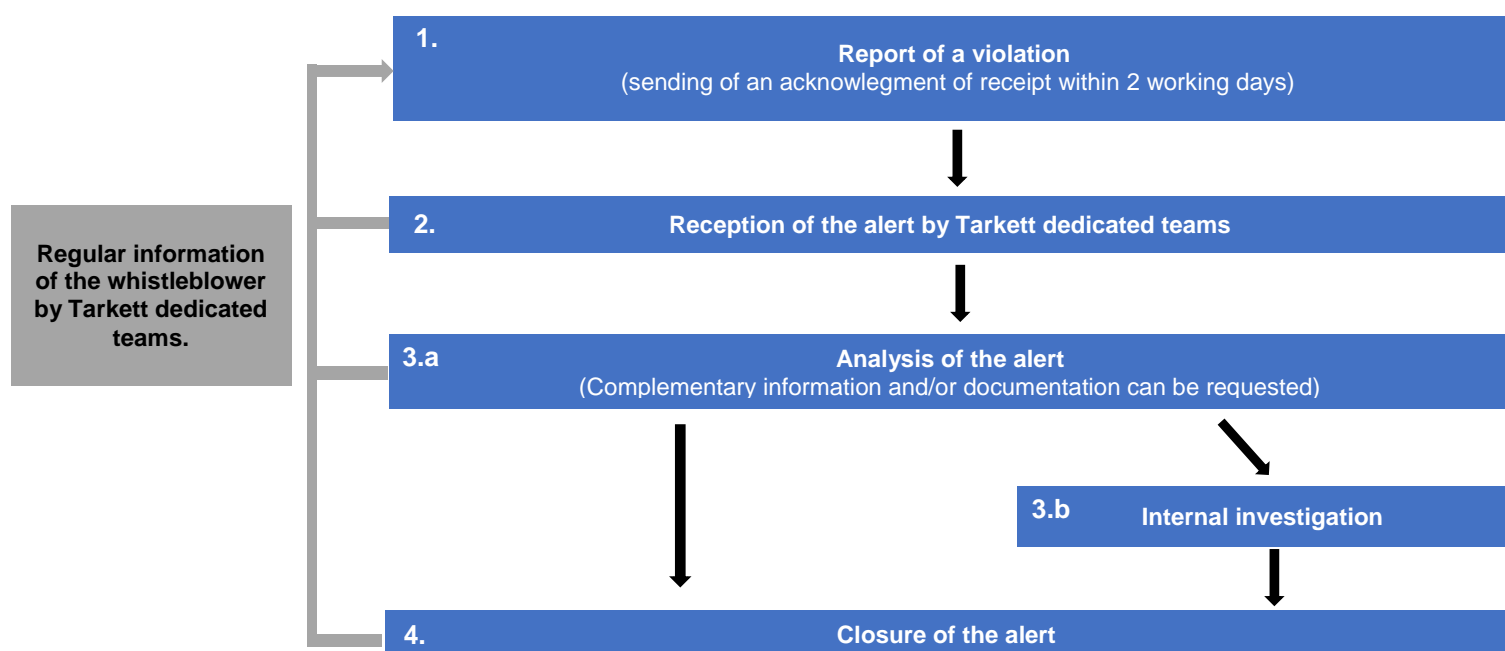 1.
Report of a violation
(sending of an acknowlegment of receipt within 2 working days)
2.
Reception of the alert by Tarkett dedicated teams
Regular information
of the whistleblower
by Tarkett dedicated
teams.
3.a
Analysis of the alert
(Complementary information and/or documentation can be requested)
3.b
Internal investigation
4.
Closure of the alert